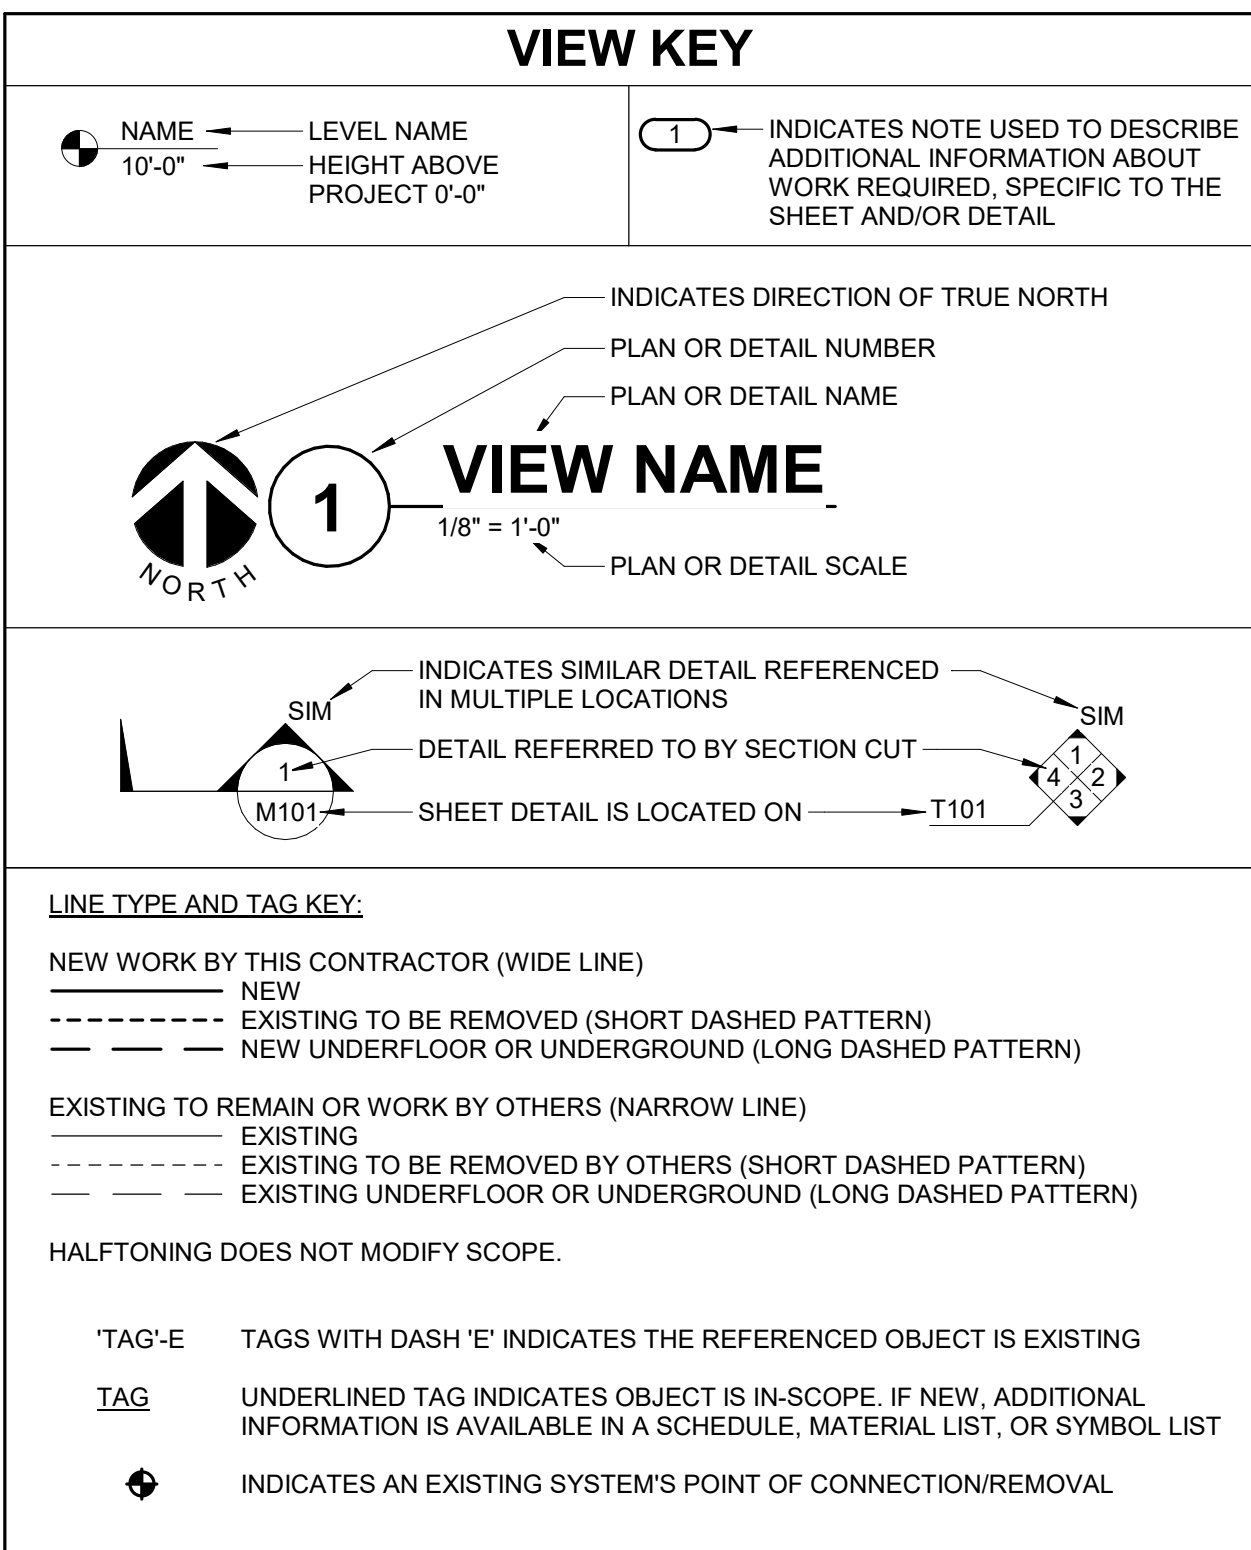 VIEW KEY
NAME
10'-0"
LEVEL NAME
HEIGHT ABOVE
PROJECT 0'-0"
1
INDICATES NOTE USED TO DESCRIBE
ADDITIONAL INFORMATION ABOUT
WORK REQUIRED, SPECIFIC TO THE
SHEET AND/OR DETAIL
INDICATES DIRECTION OF TRUE NORTH
PLAN OR DETAIL NUMBER
PLAN OR DETAIL NAME
NORTH
1
VIEW NAME
1/8" = 1'-0"
PLAN OR DETAIL SCALE
SIM
1
M101
INDICATES SIMILAR DETAIL REFERENCED
IN MULTIPLE LOCATIONS
DETAIL REFERRED TO BY SECTION CUT
SHEET DETAIL IS LOCATED ON
SIM
1
4 2
3
T101
LINE TYPE AND TAG KEY:
NEW WORK BY THIS CONTRACTOR (WIDE LINE)
NEW
EXISTING TO BE REMOVED (SHORT DASHED PATTERN)
NEW UNDERFLOOR OR UNDERGROUND (LONG DASHED PATTERN)
EXISTING TO REMAIN OR WORK BY OTHERS (NARROW LINE)
EXISTING
EXISTING TO BE REMOVED BY OTHERS (SHORT DASHED PATTERN)
EXISTING UNDERFLOOR OR UNDERGROUND (LONG DASHED PATTERN)
HALFTONING DOES NOT MODIFY SCOPE.
'TAG'-E TAGS WITH DASH 'E' INDICATES THE REFERENCED OBJECT IS EXISTING
TAG UNDERLINED TAG INDICATES OBJECT IS IN-SCOPE. IF NEW, ADDITIONAL
INFORMATION IS AVAILABLE IN A SCHEDULE, MATERIAL LIST, OR SYMBOL LIST
INDICATES AN EXISTING SYSTEM'S POINT OF CONNECTION/REMOVAL